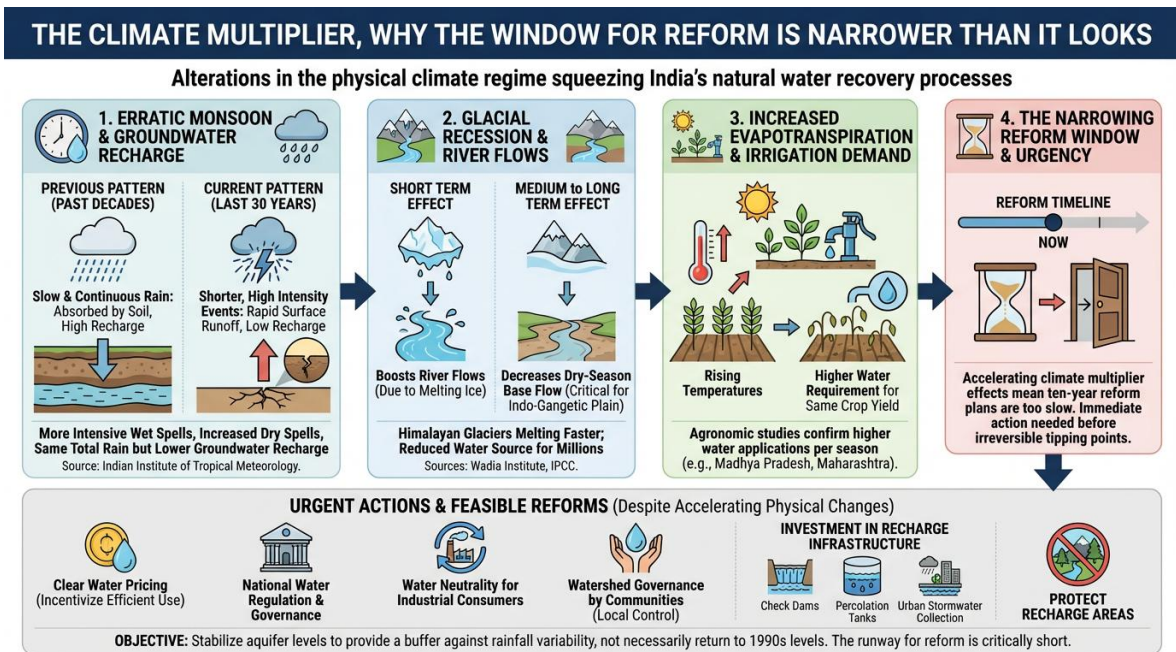 THE CLIMATE MULTIPLIER, WHY THE WINDOW FOR REFORM IS NARROWER THAN IT LOOKS
Alterations in the physical climate regime squeezing India's natural water recovery processes
1. ERRATIC MONSOON
& GROUNDWATER
RECHARGE
PREVIOUS PATTERN
(PAST DECADES)
Slow & Continuous Rain:
Absorbed by Soil,
High Recharge
CURRENT PATTERN
(LAST 30 YEARS)
Shorter, High Intensity
Events: Rapid Surface
Runoff, Low Recharge
More Intensive Wet Spells, Increased Dry Spells,
Same Total Rain but Lower Groundwater Recharge
Source: Indian Institute of Tropical Meteorology.
2. GLACIAL
RECESSION &
RIVER FLOWS
SHORT TERM
EFFECT
Boosts River Flows
(Due to Melting Ice)
MEDIUM to LONG
TERM EFFECT
Decreases Dry-Season
Base Flow (Critical for
Indo-Gangetic Plain)
Himalayan Glaciers Melting Faster;
Reduced Water Source for Millions
Sources: Wadia Institute, IPCC.
3. INCREASED
EVAPOTRANSPIRATION
& IRRIGATION DEMAND
Rising
Temperatures
Higher Water
Requirement for
Same Crop Yield
Agronomic studies confirm higher
water applications per season
(e.g., Madhya Pradesh, Maharashtra).
4. THE NARROWING
REFORM WINDOW
& URGENCY
REFORM TIMELINE
NOW
Accelerating climate multiplier
effects mean ten-year reform
plans are too slow. Immediate
action needed before
irreversible tipping points.
URGENT ACTIONS & FEASIBLE REFORMS (Despite Accelerating Physical Changes)
Clear Water Pricing
(Incentivize Efficient Use)
National Water
Regulation &
Governance
Water Neutrality for
Industrial Consumers
Watershed Governance
by Communities
(Local Control)
INVESTMENT IN RECHARGE
INFRASTRUCTURE
Check Dams
Percolation
Tanks
Urban Stormwater
Collection
PROTECT
RECHARGE AREAS
OBJECTIVE: Stabilize aquifer levels to provide a buffer against rainfall variability, not necessarily return to 1990s levels. The runway for reform is critically short.